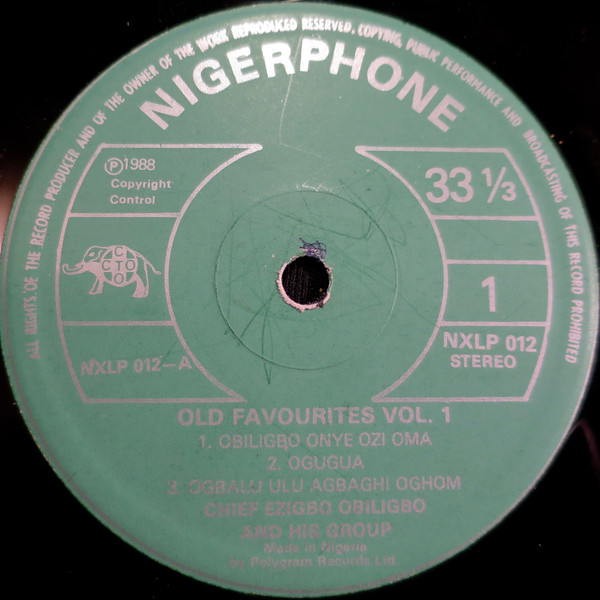 ALL RIGHTS OF THE RECORD PRODUCER AND OF THE OWNER OF THE WORK REPRODUCED RESERVED. COPYING, PUBLIC PERFORMANCE AND BROADCASTING OF THIS RECORD PROHIBITED
NIGERPHONE
Ⓟ1988
Copyright
Control
33 1/3
C
CTO
O
1
NXLP 012-A
NXLP 012
STEREO
OLD FAVOURITES VOL. 1
1. OBILIGBO ONYE OZI OMA
2. OGUGUA
3. OGBALU ULU AGBAGHI OGHOM
CHIEF EZIGBO OBILIGBO
AND HIS GROUP
Made in Nigeria
by Polygram Records Ltd.